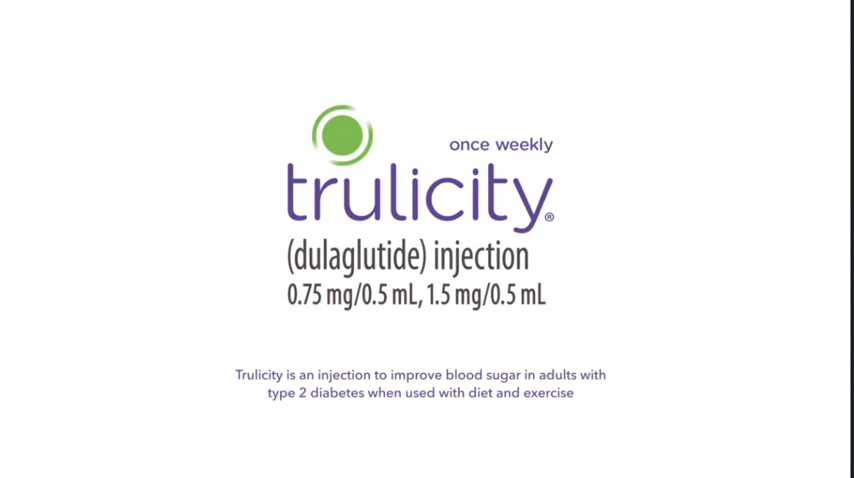 once weekly
trulicity®
(dulaglutide) injection
0.75 mg/0.5 mL, 1.5 mg/0.5 mL
Trulicity is an injection to improve blood sugar in adults with
type 2 diabetes when used with diet and exercise